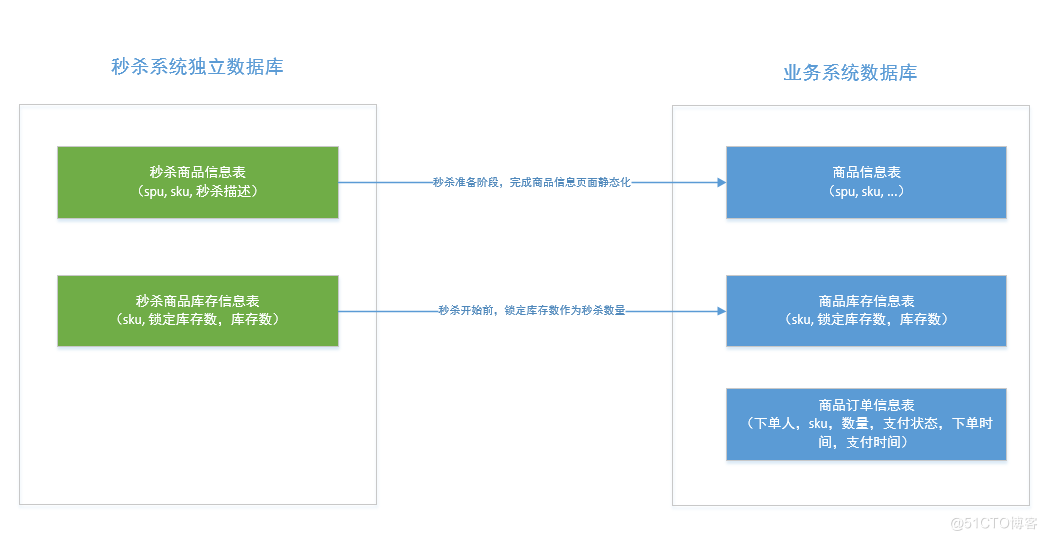 秒杀系统独立数据库
业务系统数据库
秒杀商品信息表
（spu, sku, 秒杀描述）
秒杀准备阶段，完成商品信息页面静态化
商品信息表
（spu, sku, ...）
秒杀商品库存信息表
（sku, 锁定库存数，库存数）
秒杀开始前，锁定库存数作为秒杀数量
商品库存信息表
（sku, 锁定库存数，库存数）
商品订单信息表
（下单人，sku，数量，支付状态，下单时
间，支付时间）
@51CTO博客